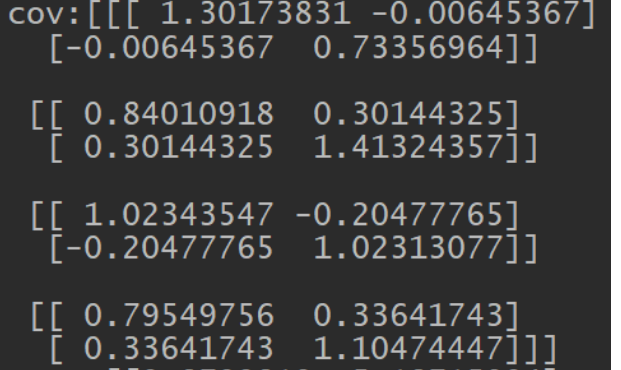 cov:[[[ 1.30173831 -0.00645367]
[-0.00645367 0.73356964]]
[[ 0.84010918 0.30144325]
[ 0.30144325 1.41324357]]
[[ 1.02343547 -0.20477765]
[-0.20477765 1.02313077]]
[[ 0.79549756 0.33641743]
[ 0.33641743 1.10474447]]]